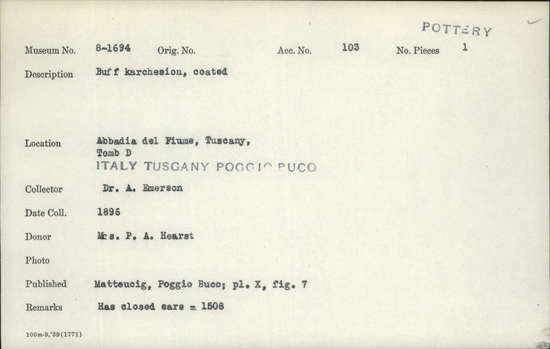 POTTERY
Museum No. 8-1694 Orig. No. Acc. No. 103 No. Pieces 1
Description Buff karchesion, coated
Location Abbadia del Fiume, Tuscany,
Tomb D
ITALY TUSCANY POGGIO BUCO
Collector Dr. A. Emerson
Date Coll. 1896
Donor Mrs. P. A. Hearst
Photo
Published Matteucig, Poggio Buco; pl. X, fig. 7
Remarks Has closed ears = 1508
100m-9,'39(1771)